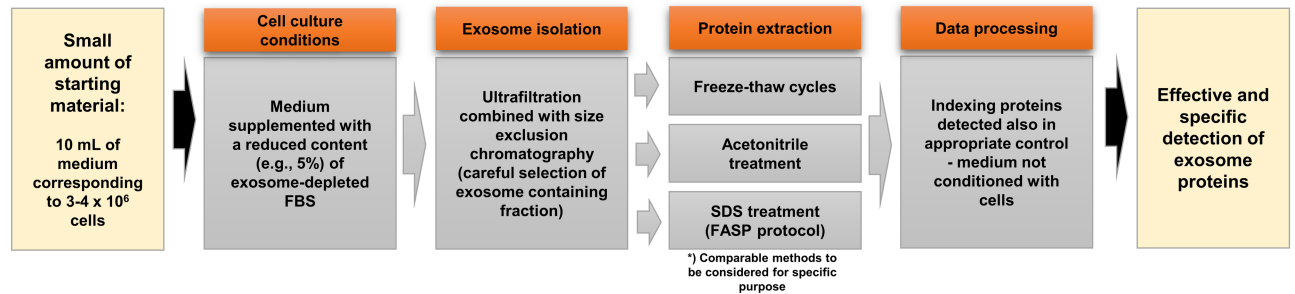 Small
amount of
starting
material:
10 mL of
medium
corresponding
to 3-4 x 10⁶
cells
Cell culture
conditions
Medium
supplemented with
a reduced content
(e.g., 5%) of
exosome-depleted
FBS
Exosome isolation
Ultrafiltration
combined with size
exclusion
chromatography
(careful selection of
exosome containing
fraction)
Protein extraction
Freeze-thaw cycles
Acetonitrile
treatment
SDS treatment
(FASP protocol)
*) Comparable methods to
be considered for specific
purpose
Data processing
Indexing proteins
detected also in
appropriate control
- medium not
conditioned with
cells
Effective and
specific
detection of
exosome
proteins